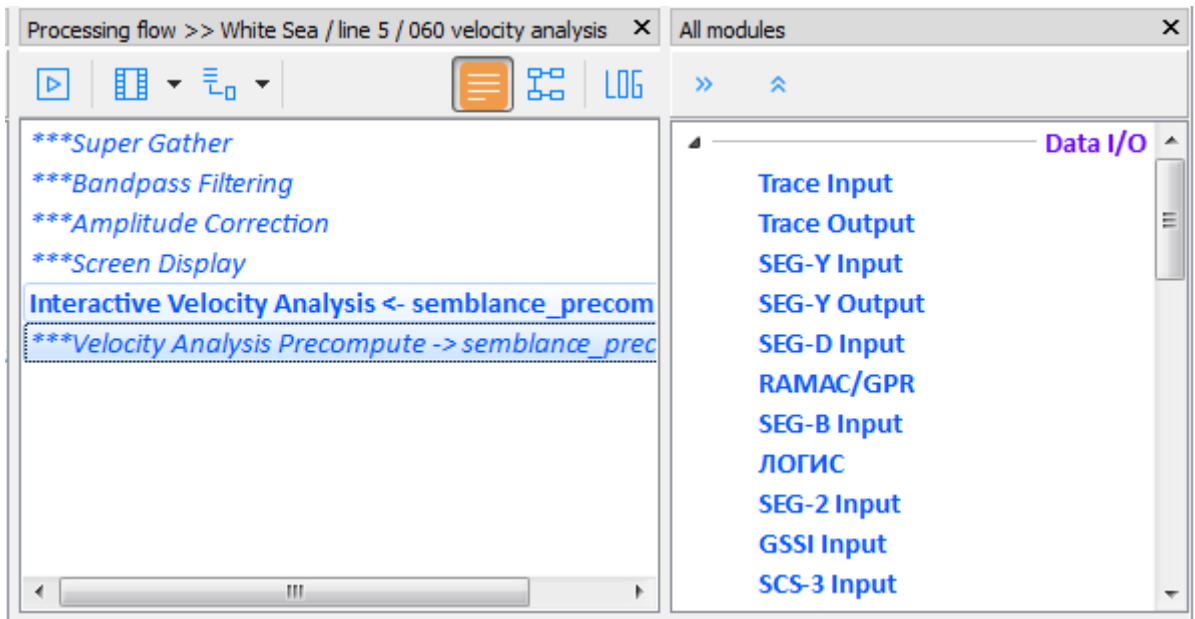 Processing flow >> White Sea / line 5 / 060 velocity analysis
LOG
***Super Gather
***Bandpass Filtering
***Amplitude Correction
***Screen Display
Interactive Velocity Analysis <- semblance_precom
***Velocity Analysis Precompute -> semblance_prec
All modules
Data I/O
Trace Input
Trace Output
SEG-Y Input
SEG-Y Output
SEG-D Input
RAMAC/GPR
SEG-B Input
ЛОГИС
SEG-2 Input
GSSI Input
SCS-3 Input